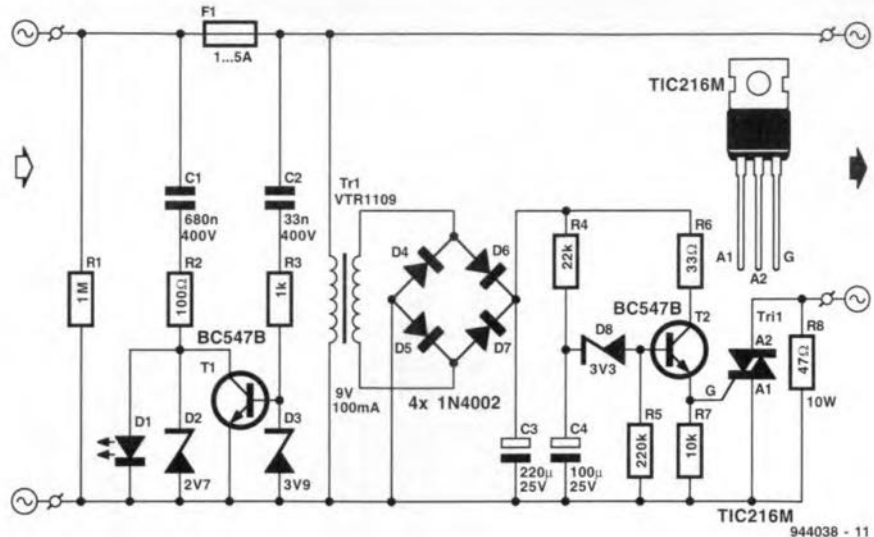 F1
1...5A
TIC216M
C1
680n
400V
C2
33n
400V
Tr1
VTR1109
R1
1M
R2
100Ω
R3
1k
D4
D6
R4
22k
R6
33Ω
A1
A2
G
BC547B
T1
BC547B
T2
Tri1
D5
D7
D8
3V3
G
A2
A1
R8
47Ω
10W
9V
100mA
4x 1N4002
D1
D2
2V7
D3
3V9
C3
220µ
25V
C4
100µ
25V
R5
220k
R7
10k
TIC216M
944038 - 11